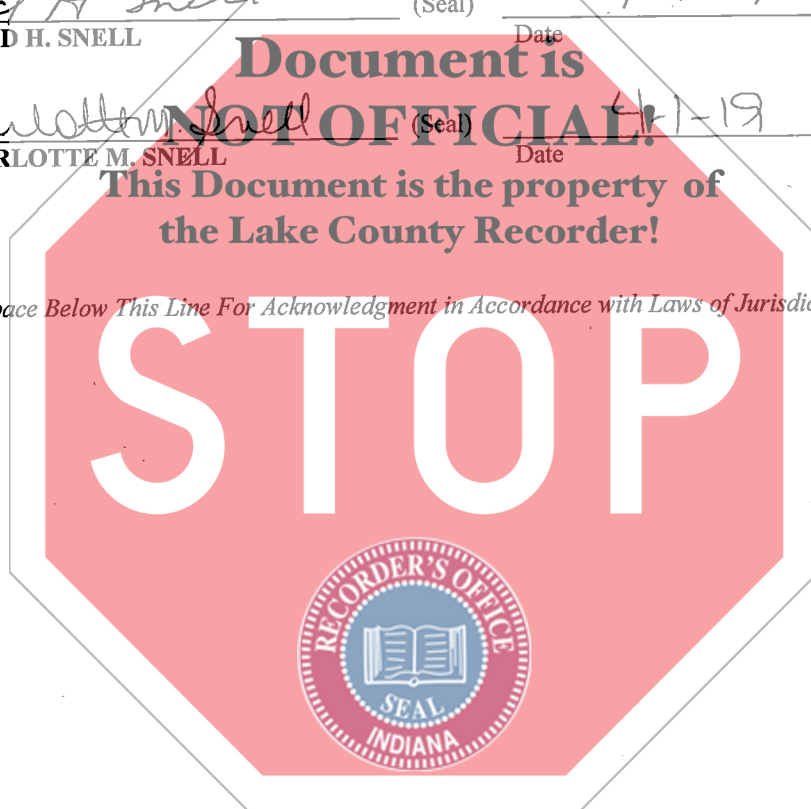 H Snell (Seal)
D H. SNELL Date
Document is
NOT OFFICIAL!
Snell (Seal) 4-1-19
RLOTTE M. SNELL Date
This Document is the property of
the Lake County Recorder!
Below This Line For Acknowledgment in Accordance with Laws of Jurisdic
STOP
RECORDER'S OFFICE
SEAL
INDIANA